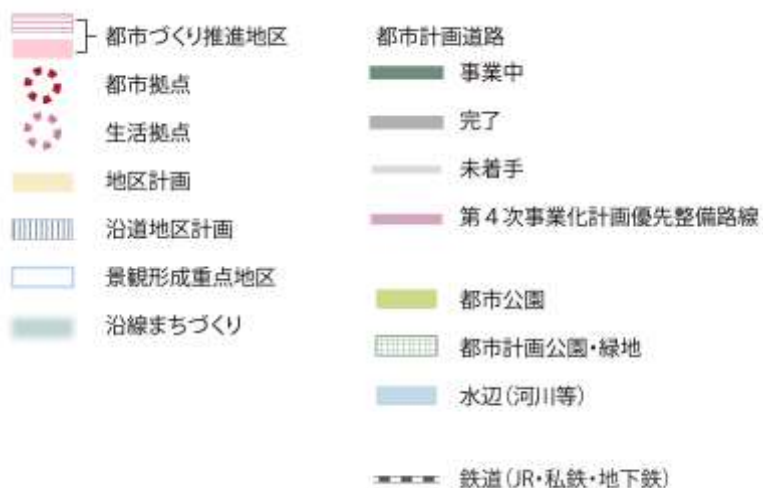 都市づくり推進地区
都市拠点
生活拠点
地区計画
沿道地区計画
景観形成重点地区
沿線まちづくり
都市計画道路
事業中
完了
未着手
第4次事業化計画優先整備路線
都市公園
都市計画公園・緑地
水辺(河川等)
鉄道(JR・私鉄・地下鉄)